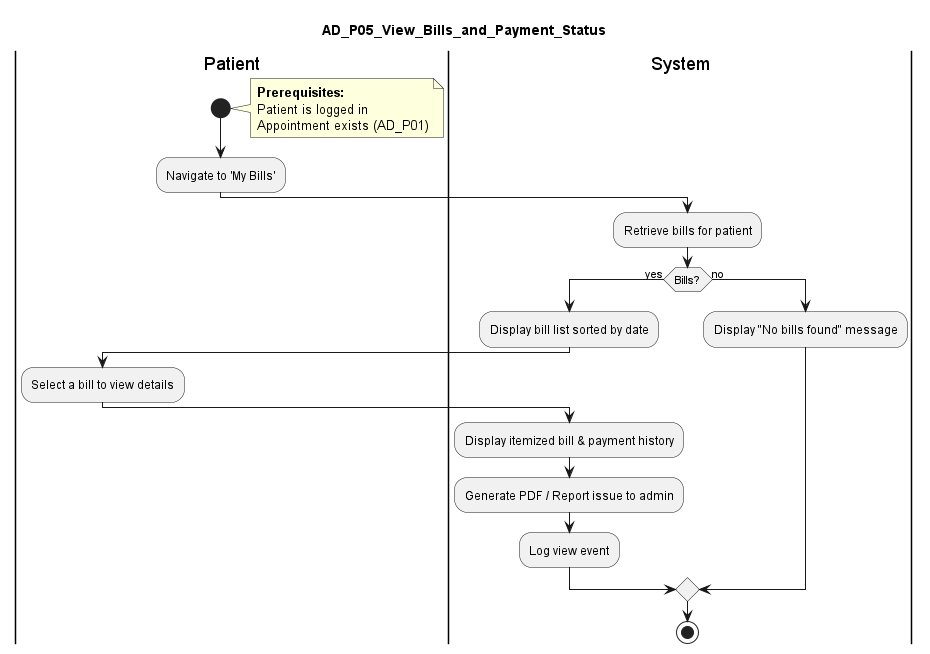 AD_P05_View_Bills_and_Payment_Status
Patient
System
Prerequisites:
Patient is logged in
Appointment exists (AD_P01)
Navigate to 'My Bills'
Retrieve bills for patient
yes
Bills?
no
Display bill list sorted by date
Display "No bills found" message
Select a bill to view details
Display itemized bill & payment history
Generate PDF / Report issue to admin
Log view event